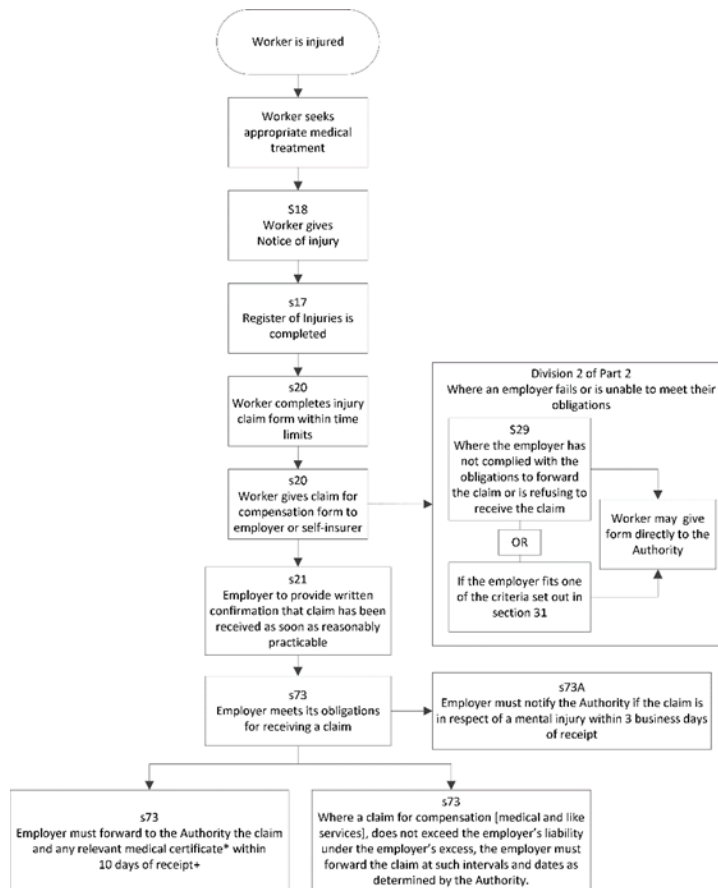 Worker is injured
Worker seeks
appropriate medical
treatment
S18
Worker gives
Notice of injury
s17
Register of Injuries is
completed
s20
Worker completes injury
claim form within time
limits
s20
Worker gives claim for
compensation form to
employer or self-insurer
Division 2 of Part 2
Where an employer fails or is unable to meet their
obligations
S29
Where the employer has
not complied with the
obligations to forward
the claim or is refusing to
receive the claim
OR
If the employer fits one
of the criteria set out in
section 31
Worker may give
form directly to the
Authority
s21
Employer to provide written
confirmation that claim has been
received as soon as reasonably
practicable
s73
Employer meets its obligations
for receiving a claim
s73A
Employer must notify the Authority if the claim is
in respect of a mental injury within 3 business days
of receipt
s73
Employer must forward to the Authority the claim
and any relevant medical certificate* within
10 days of receipt+
s73
Where a claim for compensation [medical and like
services], does not exceed the employer's liability
under the employer's excess, the employer must
forward the claim at such intervals and dates as
determined by the Authority.